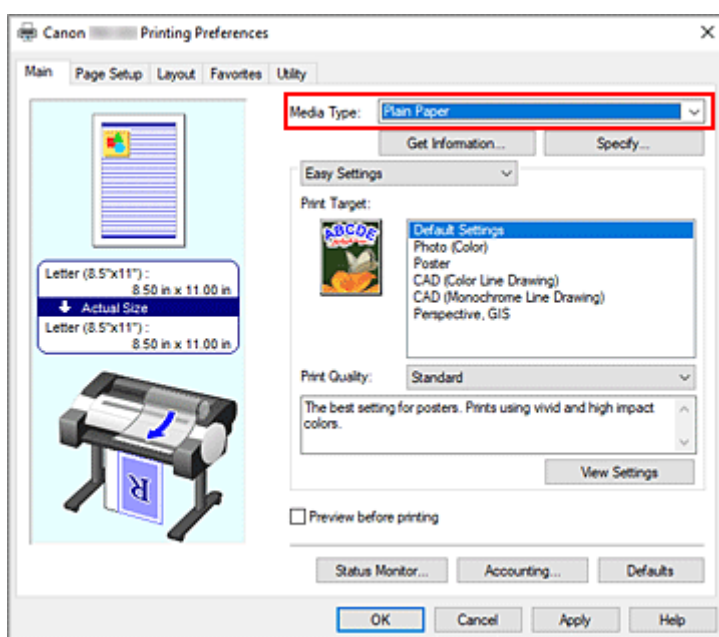 Canon Printing Preferences
Main Page Setup Layout Favorites Utility
Media Type: Plain Paper
Get Information... Specify...
Easy Settings
Print Target:
ABCDE
Default Settings
Photo (Color)
Poster
CAD (Color Line Drawing)
CAD (Monochrome Line Drawing)
Perspective, GIS
Letter (8.5"x11") :
8.50 in x 11.00 in
Actual Size
Letter (8.5"x11") :
8.50 in x 11.00 in
Print Quality: Standard
The best setting for posters. Prints using vivid and high impact
colors.
View Settings
R
Preview before printing
Status Monitor... Accounting... Defaults
OK Cancel Apply Help